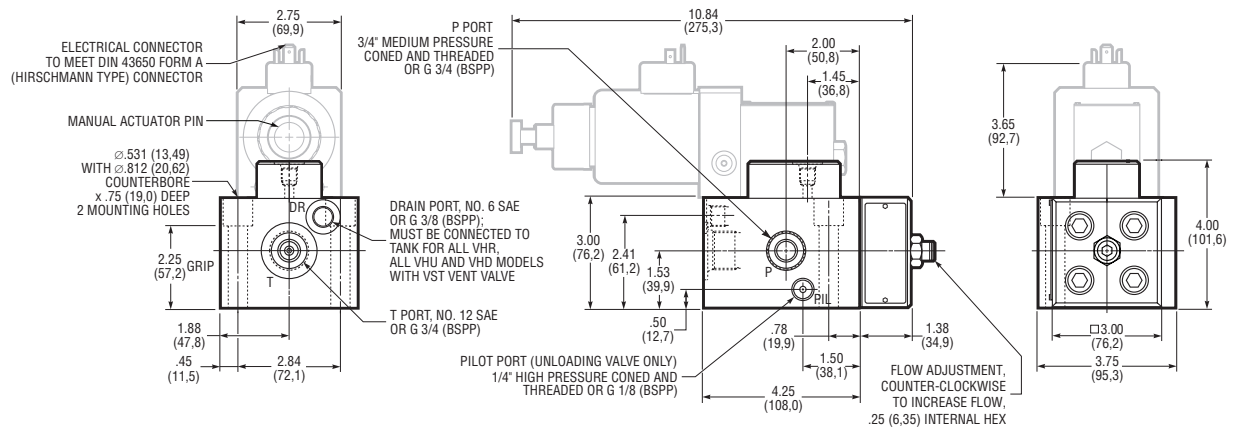 2.75
(69,9)
ELECTRICAL CONNECTOR
TO MEET DIN 43650 FORM A
(HIRSCHMANN TYPE) CONNECTOR
MANUAL ACTUATOR PIN
∅.531 (13,49)
WITH ∅.812 (20,62)
COUNTERBORE
x .75 (19,0) DEEP
2 MOUNTING HOLES
DR
2.25
(57,2)
GRIP
T
1.88
(47,8)
.45
(11,5)
2.84
(72,1)
DRAIN PORT, NO. 6 SAE
OR G 3/8 (BSPP);
MUST BE CONNECTED TO
TANK FOR ALL VHR,
ALL VHU AND VHD MODELS
WITH VST VENT VALVE
T PORT, NO. 12 SAE
OR G 3/4 (BSPP)
10.84
(275,3)
P PORT
3/4" MEDIUM PRESSURE
CONED AND THREADED
OR G 3/4 (BSPP)
2.00
(50,8)
1.45
(36,8)
3.00
(76,2)
2.41
(61,2)
1.53
(39,9)
.50
(12,7)
P
PIL
.78
(19,9)
1.38
(34,9)
1.50
(38,1)
4.25
(108,0)
PILOT PORT (UNLOADING VALVE ONLY)
1/4" HIGH PRESSURE CONED AND
THREADED OR G 1/8 (BSPP)
FLOW ADJUSTMENT,
COUNTER-CLOCKWISE
TO INCREASE FLOW,
.25 (6,35) INTERNAL HEX
3.65
(92,7)
4.00
(101,6)
□3.00
(76,2)
3.75
(95,3)